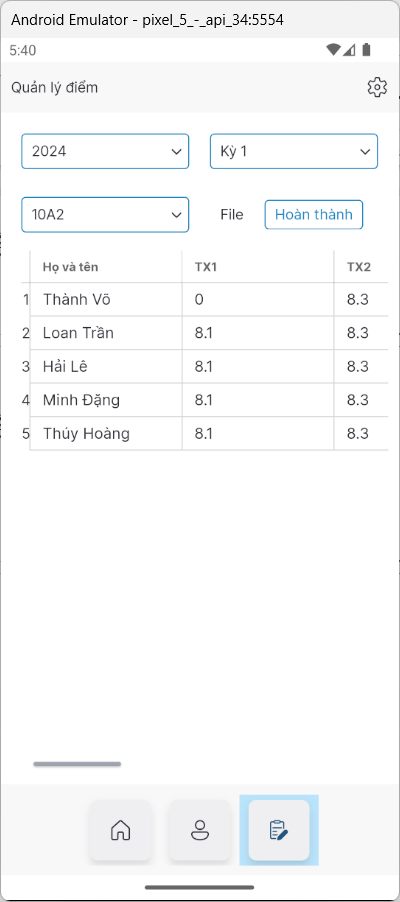 Android Emulator - pixel_5_-_api_34:5554
5:40
Quản lý điểm
2024 Kỳ 1
10A2 File Hoàn thành
Họ và tên TX1 TX2
1 Thành Võ 0 8.3
2 Loan Trần 8.1 8.3
3 Hải Lê 8.1 8.3
4 Minh Đặng 8.1 8.3
5 Thúy Hoàng 8.1 8.3